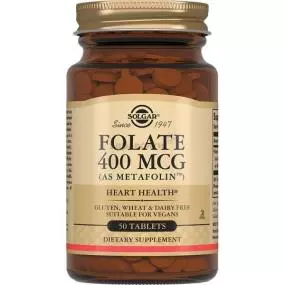 SOLGAR®
Since 1947
FOLATE
400 MCG
(AS METAFOLIN™)
HEART HEALTH*
GLUTEN, WHEAT & DAIRY FREE
SUITABLE FOR VEGANS
50 TABLETS
DIETARY SUPPLEMENT